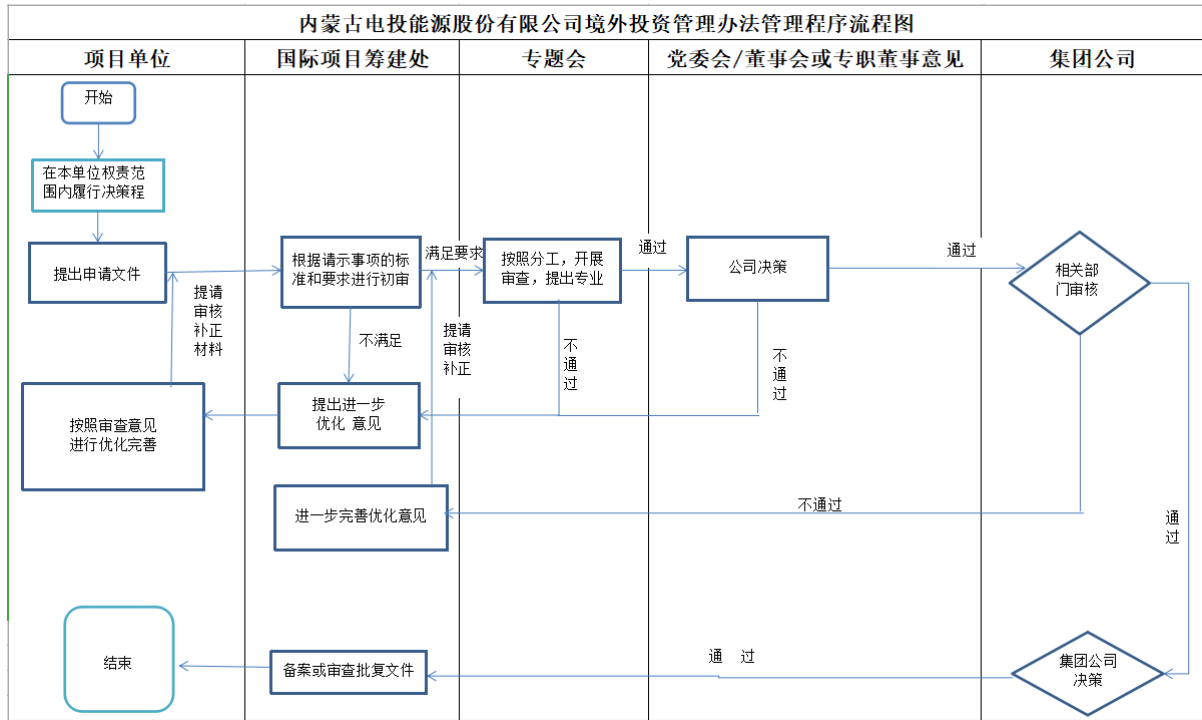 内蒙古电投能源股份有限公司境外投资管理办法管理程序流程图
项目单位
国际项目筹建处
专题会
党委会/董事会或专职董事意见
集团公司
开始
在本单位权责范
围内履行决策程
提出申请文件
根据请示事项的标
准和要求进行初审
满足要求
按照分工，开展
审查，提出专业
通过
公司决策
通过
相关部
门审核
提请
审核
补正
材料
不满足
提请
审核
补正
不
通
过
不
通
过
提出进一步
优化 意见
按照审查意见
进行优化完善
进一步完善优化意见
不通过
通
过
结束
备案或审查批复文件
通 过
集团公司
决策